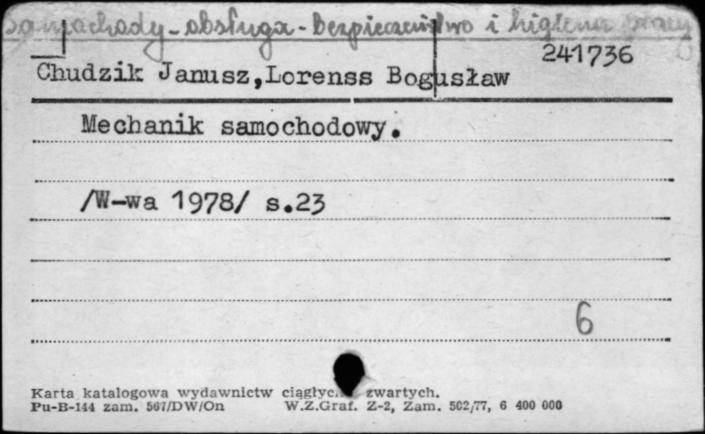 Samochody - obsługa - bezpieczeństwo i higiena pracy
241736
Chudzik Janusz,Lorenss Bogusław
Mechanik samochodowy.
/W-wa 1978/ s.23
6
Karta katalogowa wydawnictw zwartych.
Pu-B-144 zam. 567/DW/On W.Z.Graf. Z-2, Zam. 502/77, 6 400 000